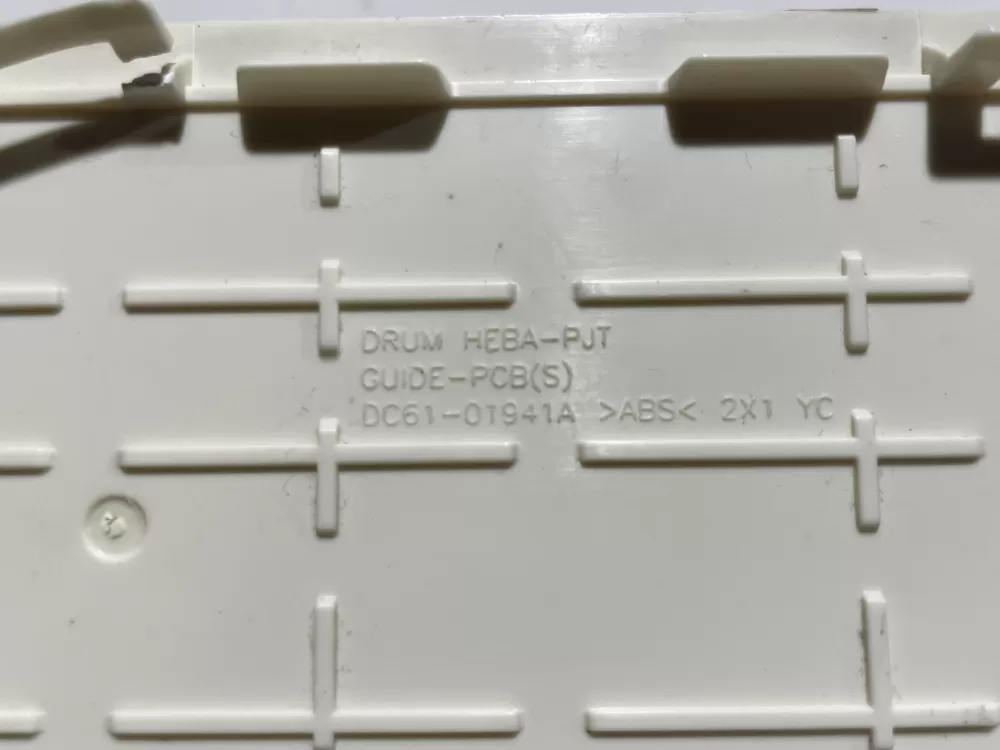 DRUM HEBA-PJT
GUIDE-PCB(S)
DC61-01941A >ABS< 2X1 YC